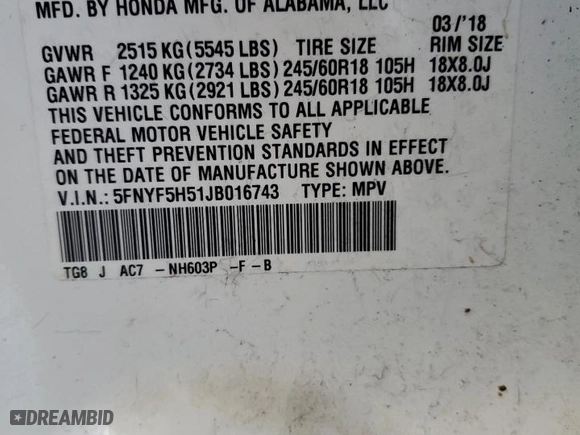 MFD. BY HONDA MFG. OF ALABAMA, LLC
03/'18
GVWR 2515 KG(5545 LBS) TIRE SIZE RIM SIZE
GAWR F 1240 KG(2734 LBS)245/60R18 105H 18X8.0J
GAWR R 1325 KG(2921 LBS)245/60R18 105H 18X8.0J
THIS VEHICLE CONFORMS TO ALL APPLICABLE
FEDERAL MOTOR VEHICLE SAFETY
AND THEFT PREVENTION STANDARDS IN EFFECT
ON THE DATE OF MANUFACTURE SHOWN ABOVE.
V.I.N.: 5FNYF5H51JB016743 TYPE: MPV
TG8 J AC7 -NH603P -F-B
DREAMBID